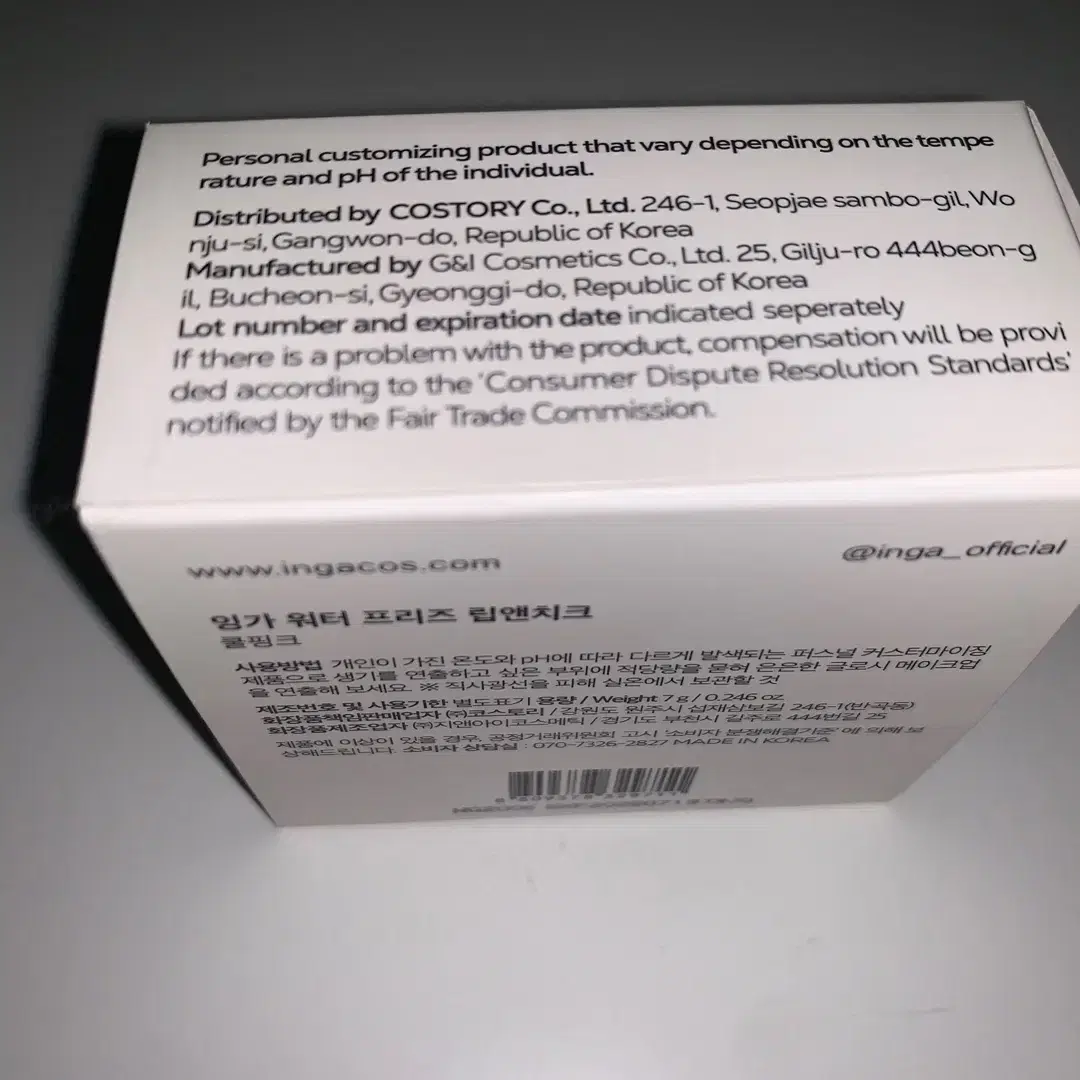 Personal customizing product that vary depending on the tempe
rature and pH of the individual.
Distributed by COSTORY Co., Ltd. 246-1, Seopjae sambo-gil, Wo
nju-si, Gangwon-do, Republic of Korea
Manufactured by G&I Cosmetics Co., Ltd. 25, Gilju-ro 444beon-g
il, Bucheon-si, Gyeonggi-do, Republic of Korea
Lot number and expiration date indicated seperately
If there is a problem with the product, compensation will be provi
ded according to the 'Consumer Dispute Resolution Standards'
notified by the Fair Trade Commission.
www.ingacos.com
@inga_official
잉가 워터 프리즈 립앤치크
쿨핑크
사용방법 개인이 가진 온도와 pH에 따라 다르게 발색되는 퍼스널 커스터마이징
제품으로 생기를 연출하고 싶은 부위에 적당량을 묻혀 은은한 글로시 메이크업
을 연출해 보세요. ※ 직사광선을 피해 실온에서 보관할 것
제조번호 및 사용기한 별도표기 용량 / Weight 7 g / 0.246 oz
화장품책임판매업자 ㈜코스토리 / 강원도 원주시 섭재삼보길 246-1(반곡동)
화장품제조업자 ㈜지앤아이코스메틱 / 경기도 부천시 길주로 444번길 25
제품에 이상이 있을 경우, 공정거래위원회 고시 '소비자 분쟁해결기준' 에 의해 보
상해드립니다. 소비자 상담실 : 070-7326-2827 MADE IN KOREA